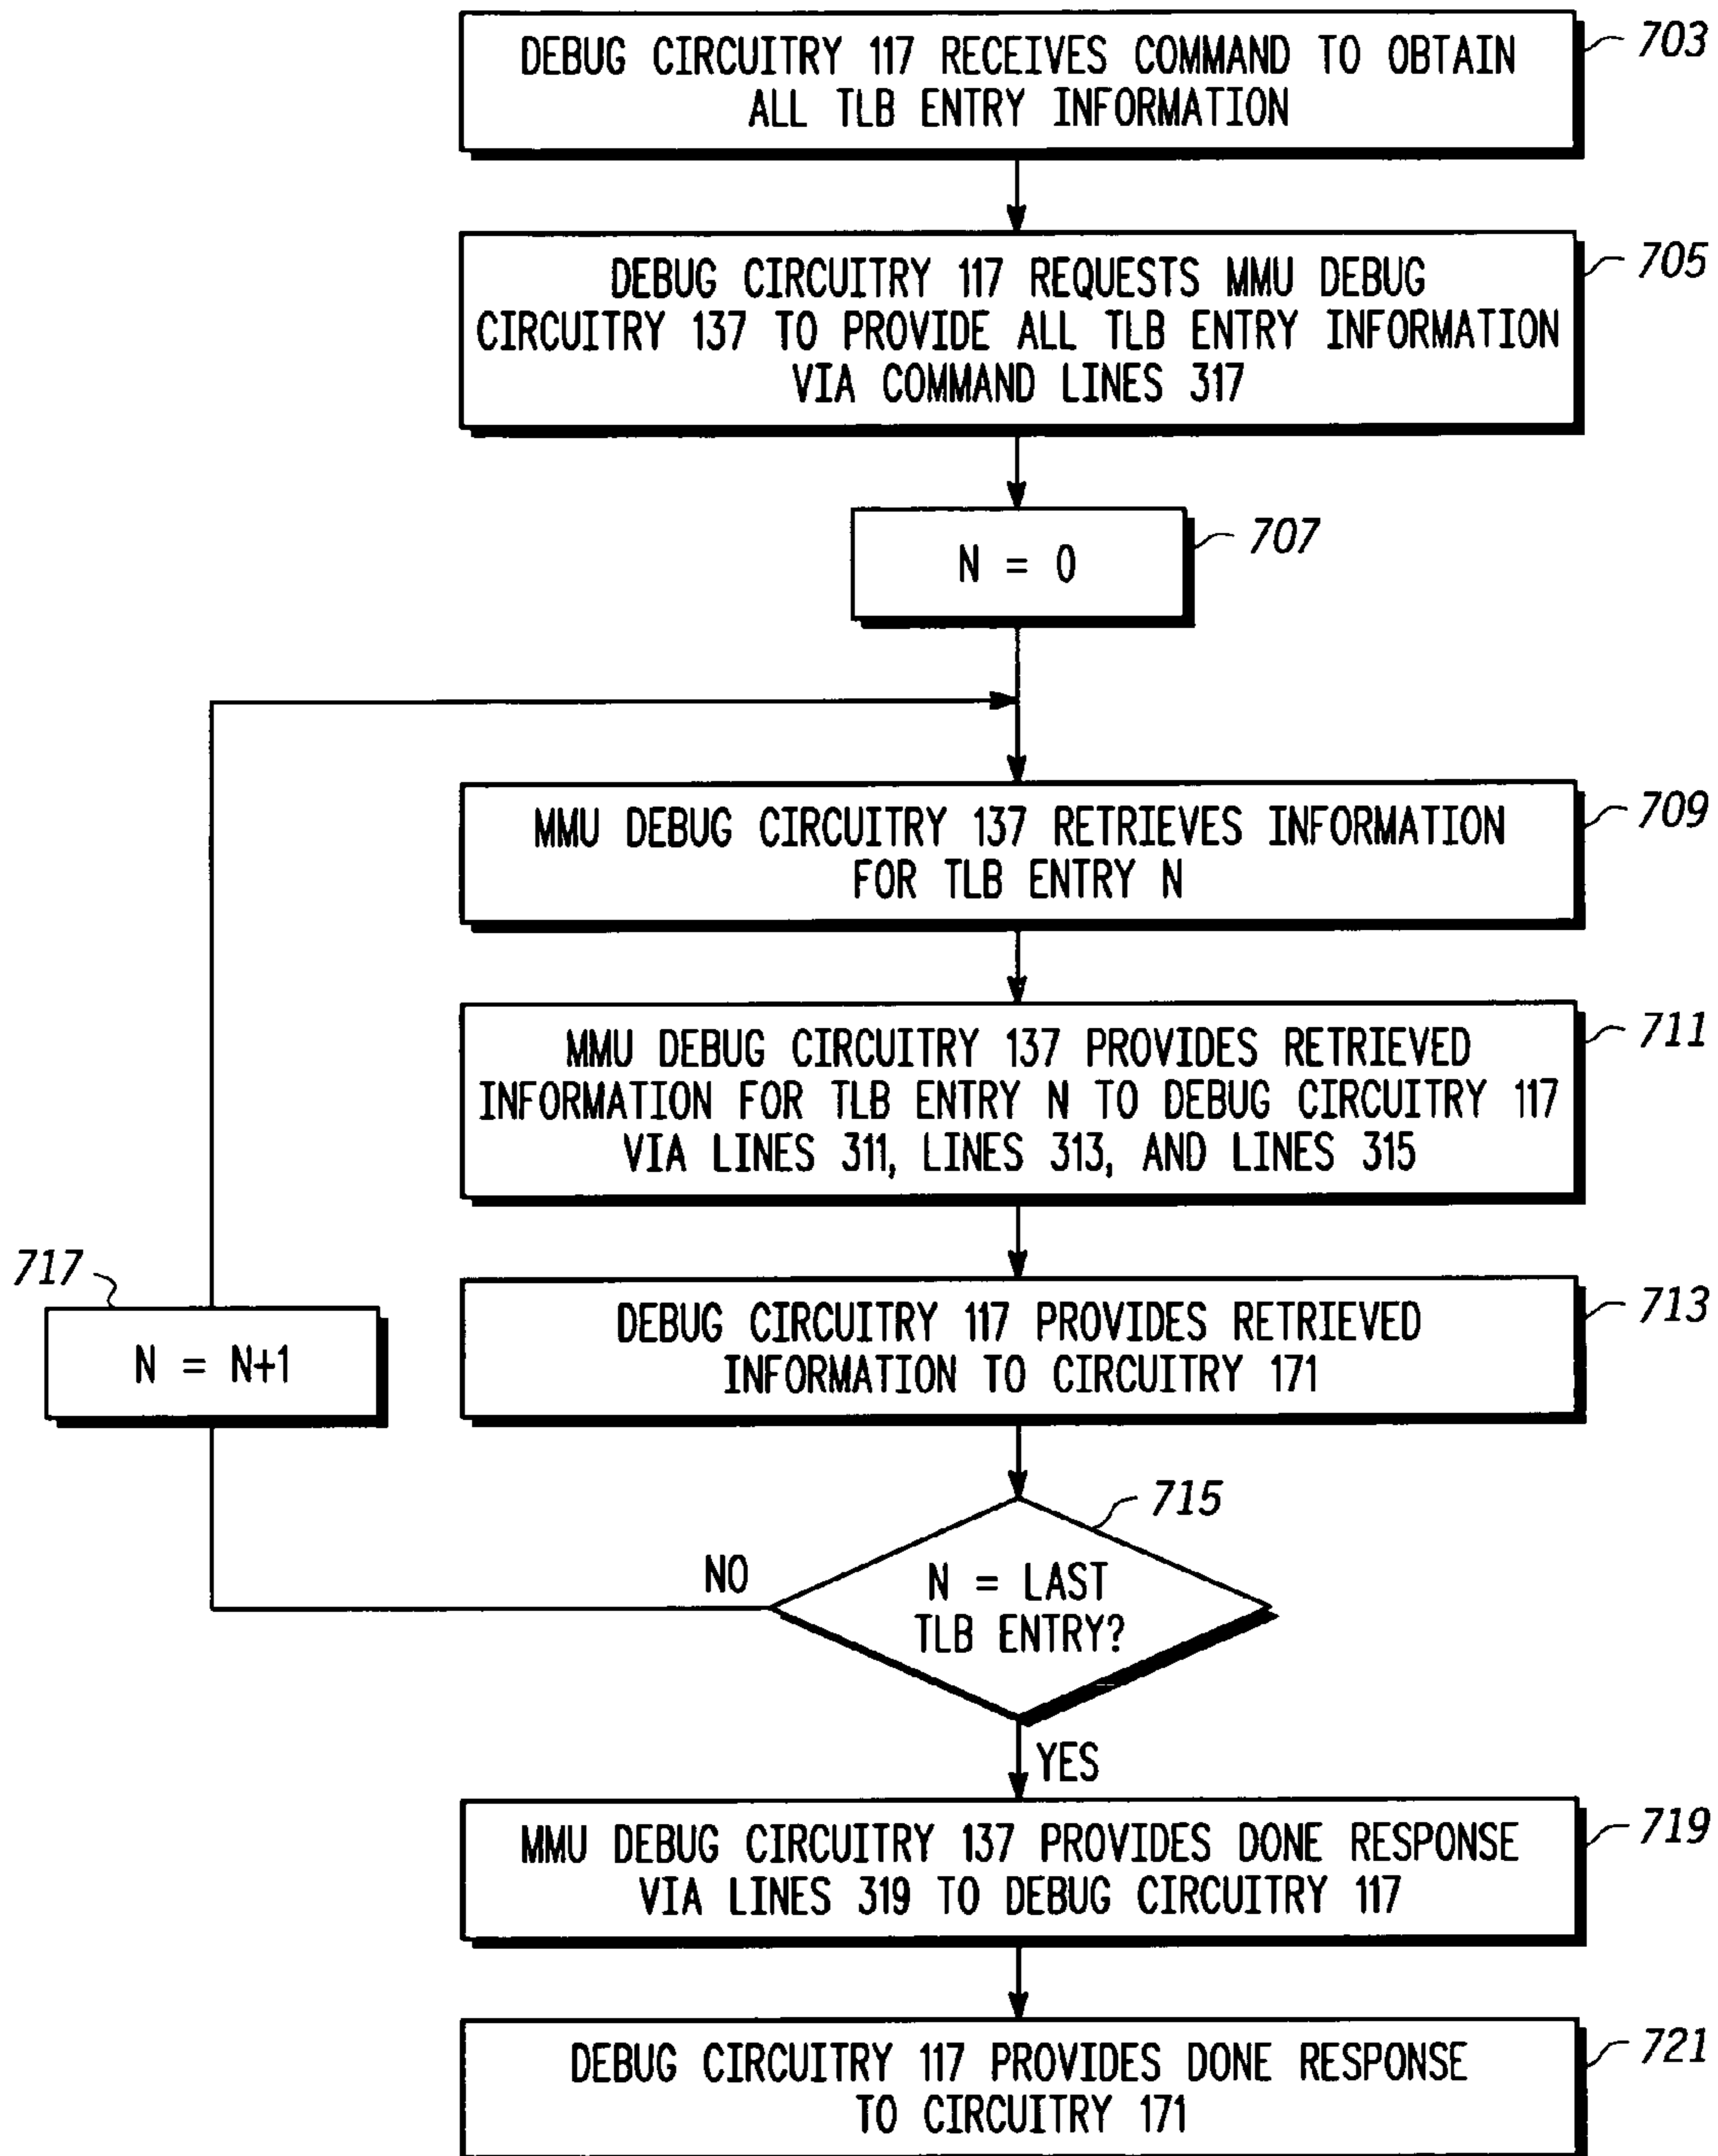 DEBUG CIRCUITRY 117 RECEIVES COMMAND TO OBTAIN
ALL TLB ENTRY INFORMATION
703
DEBUG CIRCUITRY 117 REQUESTS MMU DEBUG
CIRCUITRY 137 TO PROVIDE ALL TLB ENTRY INFORMATION
VIA COMMAND LINES 317
705
N = 0
707
MMU DEBUG CIRCUITRY 137 RETRIEVES INFORMATION
FOR TLB ENTRY N
709
MMU DEBUG CIRCUITRY 137 PROVIDES RETRIEVED
INFORMATION FOR TLB ENTRY N TO DEBUG CIRCUITRY 117
VIA LINES 311, LINES 313, AND LINES 315
711
717
N = N+1
DEBUG CIRCUITRY 117 PROVIDES RETRIEVED
INFORMATION TO CIRCUITRY 171
713
715
NO
N = LAST
TLB ENTRY?
YES
MMU DEBUG CIRCUITRY 137 PROVIDES DONE RESPONSE
VIA LINES 319 TO DEBUG CIRCUITRY 117
719
DEBUG CIRCUITRY 117 PROVIDES DONE RESPONSE
TO CIRCUITRY 171
721